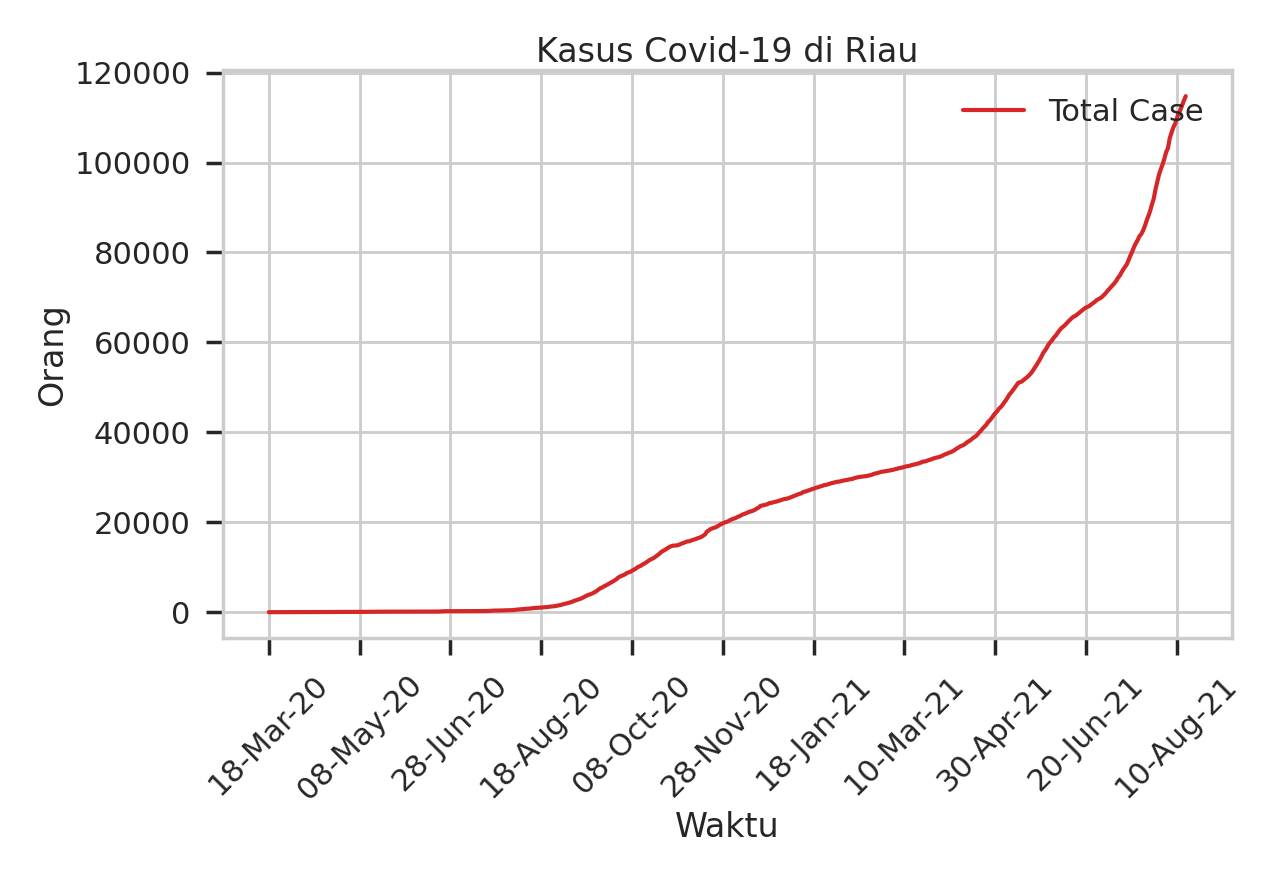 Kasus Covid-19 di Riau
120000
100000
80000
60000
40000
20000
0
Orang
Total Case
18-Mar-20
08-May-20
28-Jun-20
18-Aug-20
08-Oct-20
28-Nov-20
18-Jan-21
10-Mar-21
30-Apr-21
20-Jun-21
10-Aug-21
Waktu